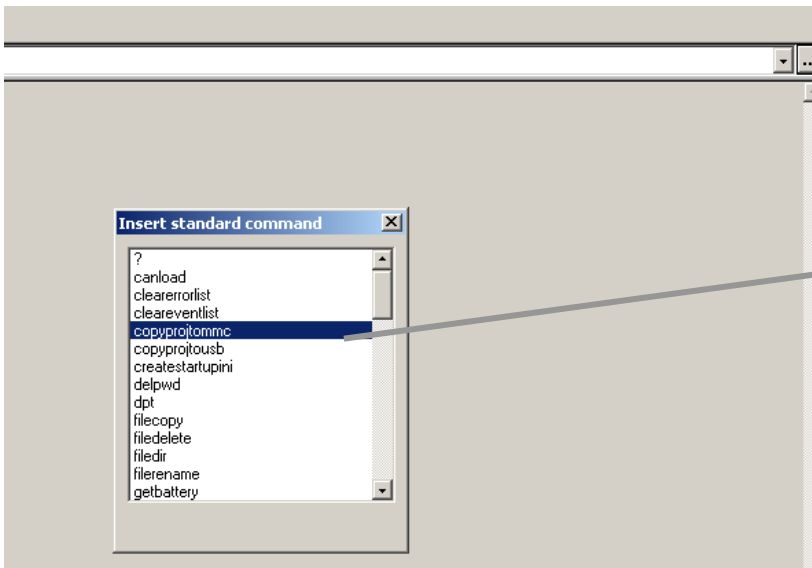 ...
Insert standard command
?
canload
clearerrorlist
cleareventlist
copyprojtommc
copyprojtousb
createstartupini
delpwd
dpt
filecopy
filedelete
filedir
filerename
getbattery